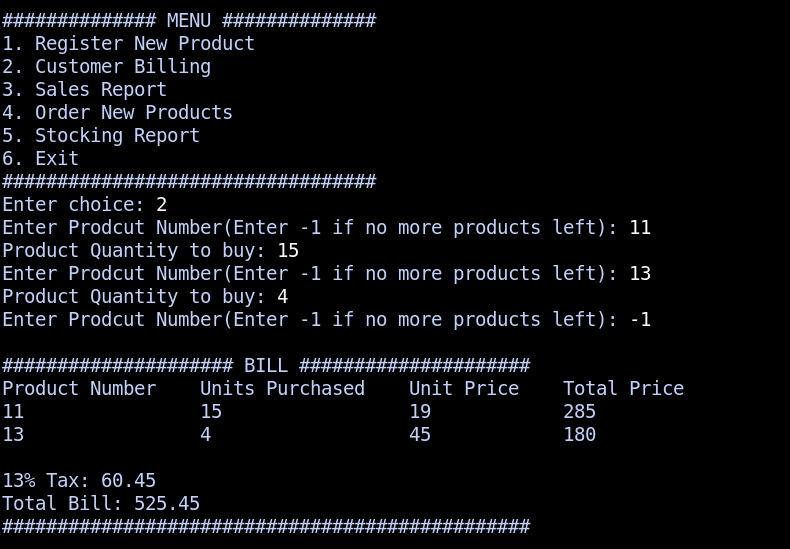 ############## MENU ##############
1. Register New Product
2. Customer Billing
3. Sales Report
4. Order New Products
5. Stocking Report
6. Exit
##################################
Enter choice: 2
Enter Prodcut Number(Enter -1 if no more products left): 11
Product Quantity to buy: 15
Enter Prodcut Number(Enter -1 if no more products left): 13
Product Quantity to buy: 4
Enter Prodcut Number(Enter -1 if no more products left): -1

##################### BILL #####################
Product Number    Units Purchased    Unit Price    Total Price
11                15                 19            285
13                4                  45            180

13% Tax: 60.45
Total Bill: 525.45
################################################